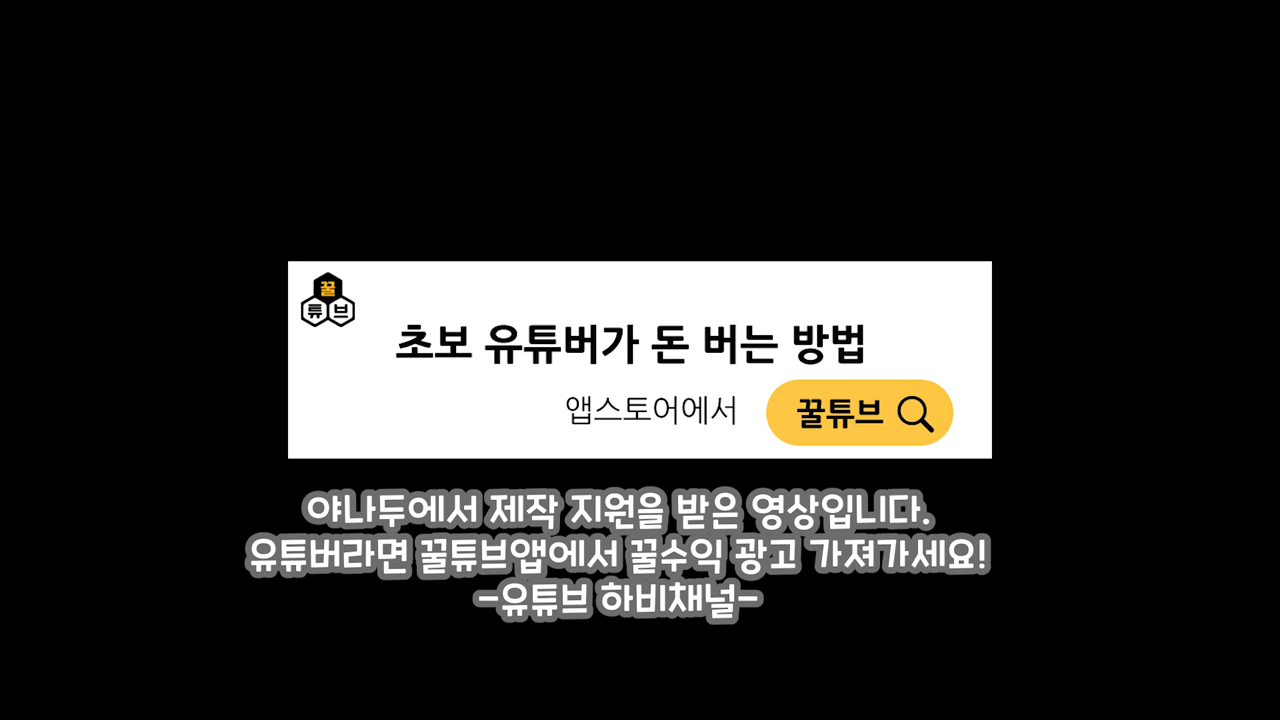 꿀
튜브
초보 유튜버가 돈 버는 방법
앱스토어에서 꿀튜브
야나두에서 제작 지원을 받은 영상입니다.
유튜버라면 꿀튜브앱에서 꿀수익 광고 가져가세요!
-유튜브 하비채널-